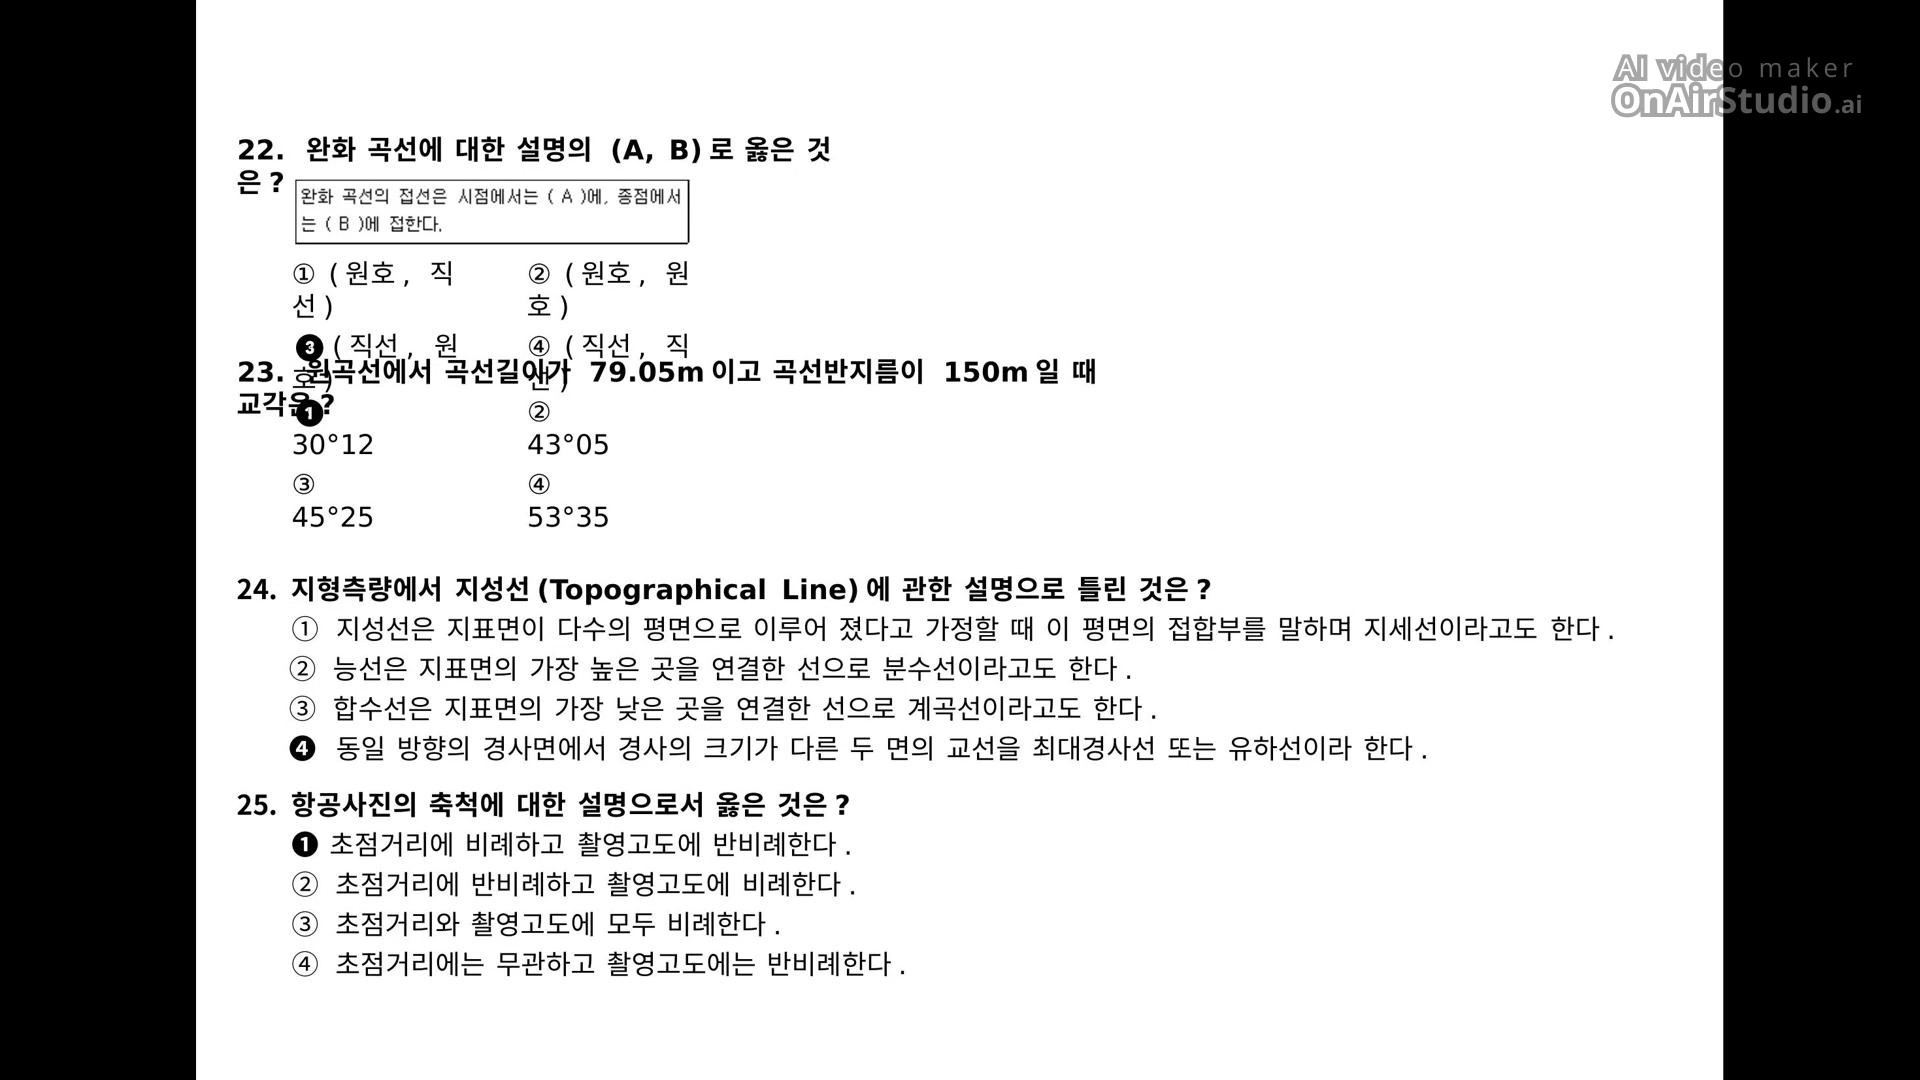 AI video maker
OnAirStudio.ai
22. 완화 곡선에 대한 설명의 (A, B)로 옳은 것
은?
완화 곡선의 접선은 시점에서는 ( A )에, 종점에서
는 ( B )에 접한다.
① (원호, 직
선)
② (원호, 원
호)
❸ (직선, 원
호)
④ (직선, 직
선)
23. 원곡선에서 곡선길이가 79.05m이고 곡선반지름이 150m일 때
교각은?
❶
30°12
②
43°05
③
45°25
④
53°35
24. 지형측량에서 지성선(Topographical Line)에 관한 설명으로 틀린 것은?
① 지성선은 지표면이 다수의 평면으로 이루어 졌다고 가정할 때 이 평면의 접합부를 말하며 지세선이라고도 한다.
② 능선은 지표면의 가장 높은 곳을 연결한 선으로 분수선이라고도 한다.
③ 합수선은 지표면의 가장 낮은 곳을 연결한 선으로 계곡선이라고도 한다.
❹ 동일 방향의 경사면에서 경사의 크기가 다른 두 면의 교선을 최대경사선 또는 유하선이라 한다.
25. 항공사진의 축척에 대한 설명으로서 옳은 것은?
❶ 초점거리에 비례하고 촬영고도에 반비례한다.
② 초점거리에 반비례하고 촬영고도에 비례한다.
③ 초점거리와 촬영고도에 모두 비례한다.
④ 초점거리에는 무관하고 촬영고도에는 반비례한다.